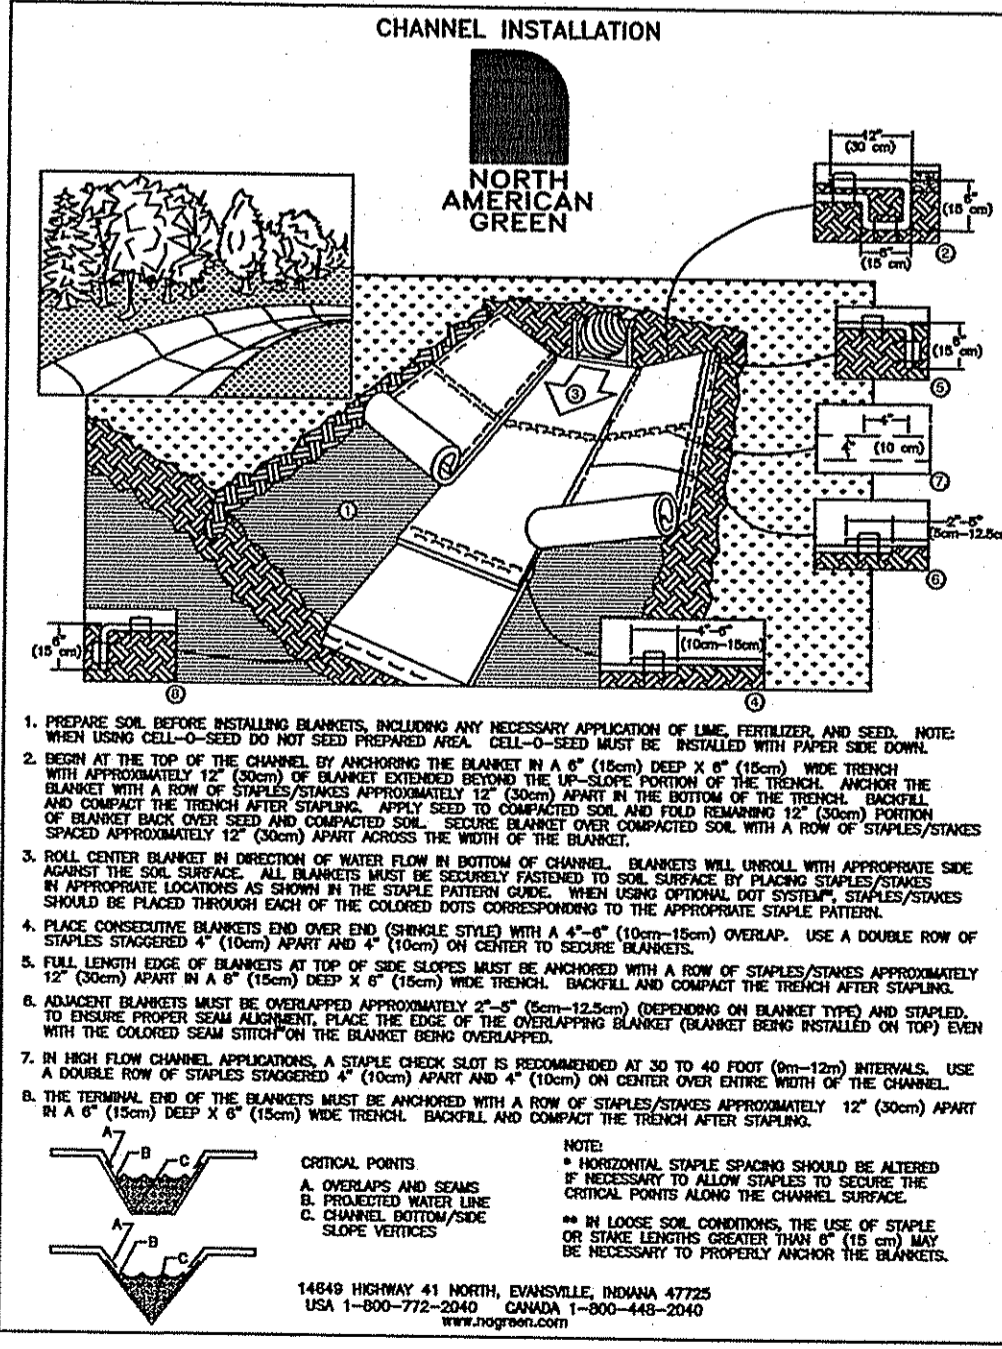 CHANNEL INSTALLATION
NORTH
AMERICAN
GREEN
12"
(30 cm)
6"
(15 cm)
6"
(15 cm)
2
6"
(15 cm)
5
3
4"
4"
(10 cm)
7
1
2"-5"
(5cm-12.5cm
6
6"
(15 cm)
8
4"-6"
(10cm-15cm)
4
1. PREPARE SOIL BEFORE INSTALLING BLANKETS, INCLUDING ANY NECESSARY APPLICATION OF LIME, FERTILIZER, AND SEED. NOTE:
WHEN USING CELL-O-SEED DO NOT SEED PREPARED AREA. CELL-O-SEED MUST BE INSTALLED WITH PAPER SIDE DOWN.
2. BEGIN AT THE TOP OF THE CHANNEL BY ANCHORING THE BLANKET IN A 6" (15cm) DEEP X 6" (15cm) WIDE TRENCH
WITH APPROXIMATELY 12" (30cm) OF BLANKET EXTENDED BEYOND THE UP-SLOPE PORTION OF THE TRENCH. ANCHOR THE
BLANKET WITH A ROW OF STAPLES/STAKES APPROXIMATELY 12" (30cm) APART IN THE BOTTOM OF THE TRENCH. BACKFILL
AND COMPACT THE TRENCH AFTER STAPLING. APPLY SEED TO COMPACTED SOIL AND FOLD REMAINING 12" (30cm) PORTION
OF BLANKET BACK OVER SEED AND COMPACTED SOIL. SECURE BLANKET OVER COMPACTED SOIL WITH A ROW OF STAPLES/STAKES
SPACED APPROXIMATELY 12" (30cm) APART ACROSS THE WIDTH OF THE BLANKET.
3. ROLL CENTER BLANKET IN DIRECTION OF WATER FLOW IN BOTTOM OF CHANNEL. BLANKETS WILL UNROLL WITH APPROPRIATE SIDE
AGAINST THE SOIL SURFACE. ALL BLANKETS MUST BE SECURELY FASTENED TO SOIL SURFACE BY PLACING STAPLES/STAKES
IN APPROPRIATE LOCATIONS AS SHOWN IN THE STAPLE PATTERN GUIDE. WHEN USING OPTIONAL DOT SYSTEM™, STAPLES/STAKES
SHOULD BE PLACED THROUGH EACH OF THE COLORED DOTS CORRESPONDING TO THE APPROPRIATE STAPLE PATTERN.
4. PLACE CONSECUTIVE BLANKETS END OVER END (SHINGLE STYLE) WITH A 4"-6" (10cm-15cm) OVERLAP. USE A DOUBLE ROW OF
STAPLES STAGGERED 4" (10cm) APART AND 4" (10cm) ON CENTER TO SECURE BLANKETS.
5. FULL LENGTH EDGE OF BLANKETS AT TOP OF SIDE SLOPES MUST BE ANCHORED WITH A ROW OF STAPLES/STAKES APPROXIMATELY
12" (30cm) APART IN A 6" (15cm) DEEP X 6" (15cm) WIDE TRENCH. BACKFILL AND COMPACT THE TRENCH AFTER STAPLING.
6. ADJACENT BLANKETS MUST BE OVERLAPPED APPROXIMATELY 2"-5" (5cm-12.5cm) (DEPENDING ON BLANKET TYPE) AND STAPLED.
TO ENSURE PROPER SEAM ALIGNMENT, PLACE THE EDGE OF THE OVERLAPPING BLANKET (BLANKET BEING INSTALLED ON TOP) EVEN
WITH THE COLORED SEAM STITCH™ ON THE BLANKET BEING OVERLAPPED.
7. IN HIGH FLOW CHANNEL APPLICATIONS, A STAPLE CHECK SLOT IS RECOMMENDED AT 30 TO 40 FOOT (9m-12m) INTERVALS. USE
A DOUBLE ROW OF STAPLES STAGGERED 4" (10cm) APART AND 4" (10cm) ON CENTER OVER ENTIRE WIDTH OF THE CHANNEL.
8. THE TERMINAL END OF THE BLANKETS MUST BE ANCHORED WITH A ROW OF STAPLES/STAKES APPROXIMATELY 12" (30cm) APART
IN A 6" (15cm) DEEP X 6" (15cm) WIDE TRENCH. BACKFILL AND COMPACT THE TRENCH AFTER STAPLING.
A
B
C
A
B
C
CRITICAL POINTS
A. OVERLAPS AND SEAMS
B. PROJECTED WATER LINE
C. CHANNEL BOTTOM/SIDE
SLOPE VERTICES
NOTE:
* HORIZONTAL STAPLE SPACING SHOULD BE ALTERED
IF NECESSARY TO ALLOW STAPLES TO SECURE THE
CRITICAL POINTS ALONG THE CHANNEL SURFACE.
** IN LOOSE SOIL CONDITIONS, THE USE OF STAPLE
OR STAKE LENGTHS GREATER THAN 6" (15 cm) MAY
BE NECESSARY TO PROPERLY ANCHOR THE BLANKETS.
14649 HIGHWAY 41 NORTH, EVANSVILLE, INDIANA 47725
USA 1-800-772-2040 CANADA 1-800-448-2040
www.nagreen.com